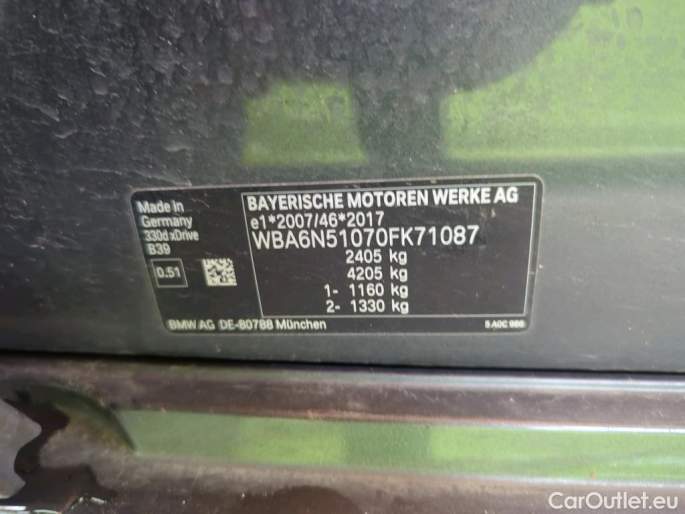 Made in
Germany
330d xDrive
B39
0.51
BAYERISCHE MOTOREN WERKE AG
e1*2007/46*2017
WBA6N51070FK71087
2405 kg
4205 kg
1- 1160 kg
2- 1330 kg
BMW AG DE-80788 München
CarOutlet.eu